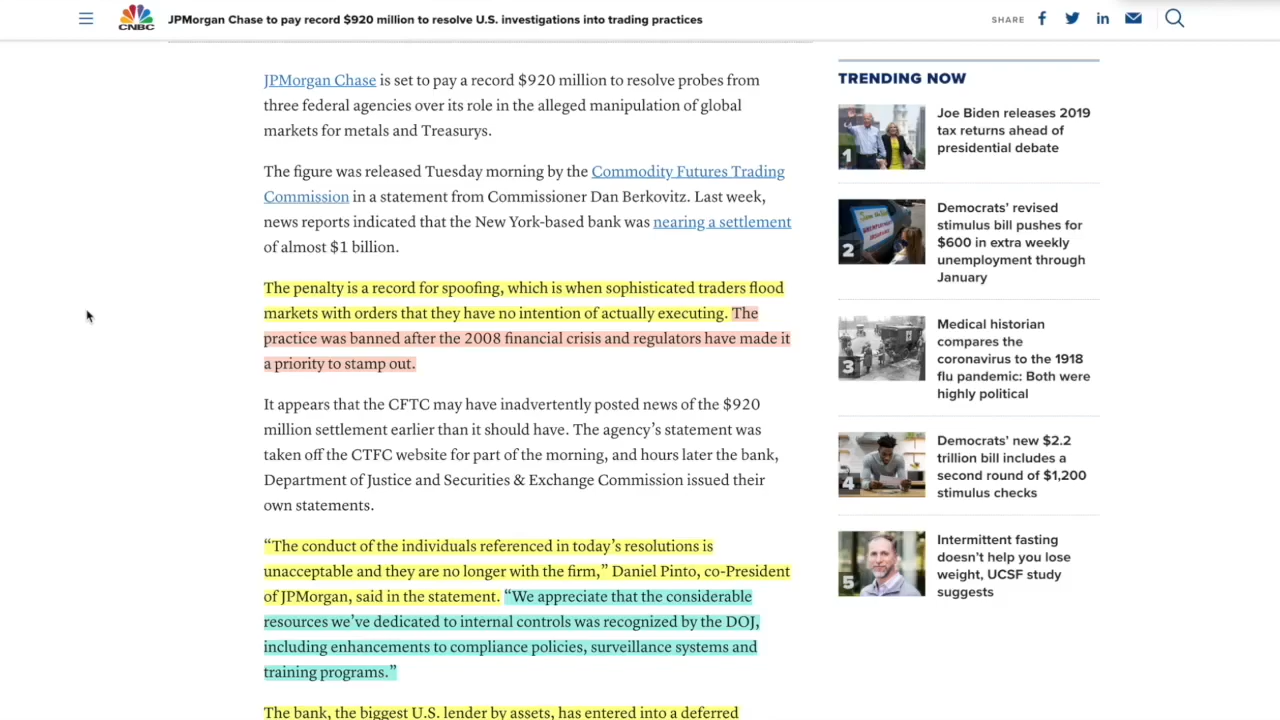 CNBC
JPMorgan Chase to pay record $920 million to resolve U.S. investigations into trading practices
SHARE
JPMorgan Chase is set to pay a record $920 million to resolve probes from
three federal agencies over its role in the alleged manipulation of global
markets for metals and Treasurys.
The figure was released Tuesday morning by the Commodity Futures Trading
Commission in a statement from Commissioner Dan Berkovitz. Last week,
news reports indicated that the New York-based bank was nearing a settlement
of almost $1 billion.
The penalty is a record for spoofing, which is when sophisticated traders flood
markets with orders that they have no intention of actually executing. The
practice was banned after the 2008 financial crisis and regulators have made it
a priority to stamp out.
It appears that the CFTC may have inadvertently posted news of the $920
million settlement earlier than it should have. The agency’s statement was
taken off the CTFC website for part of the morning, and hours later the bank,
Department of Justice and Securities & Exchange Commission issued their
own statements.
“The conduct of the individuals referenced in today’s resolutions is
unacceptable and they are no longer with the firm,” Daniel Pinto, co-President
of JPMorgan, said in the statement. “We appreciate that the considerable
resources we’ve dedicated to internal controls was recognized by the DOJ,
including enhancements to compliance policies, surveillance systems and
training programs.”
The bank, the biggest U.S. lender by assets, has entered into a deferred
TRENDING NOW
1
Joe Biden releases 2019
tax returns ahead of
presidential debate
2
Democrats’ revised
stimulus bill pushes for
$600 in extra weekly
unemployment through
January
3
Medical historian
compares the
coronavirus to the 1918
flu pandemic: Both were
highly political
4
Democrats’ new $2.2
trillion bill includes a
second round of $1,200
stimulus checks
5
Intermittent fasting
doesn’t help you lose
weight, UCSF study
suggests